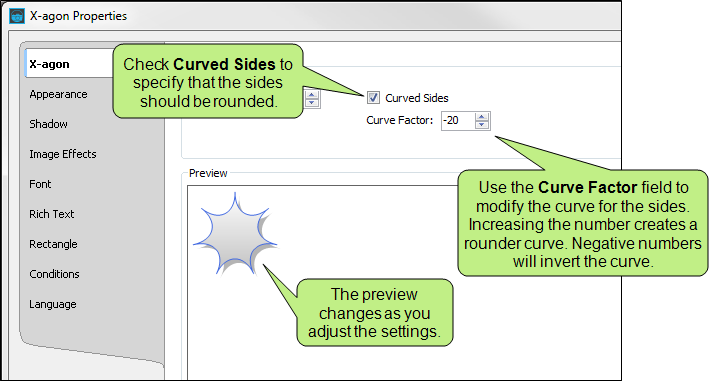 X-agon Properties
X-agon
Appearance
Shadow
Image Effects
Font
Rich Text
Rectangle
Conditions
Language
Check Curved Sides to
specify that the sides
should be rounded.
Curved Sides
Curve Factor: -20
Use the Curve Factor field to
modify the curve for the sides.
Increasing the number creates a
rounder curve. Negative numbers
will invert the curve.
Preview
The preview
changes as you
adjust the settings.